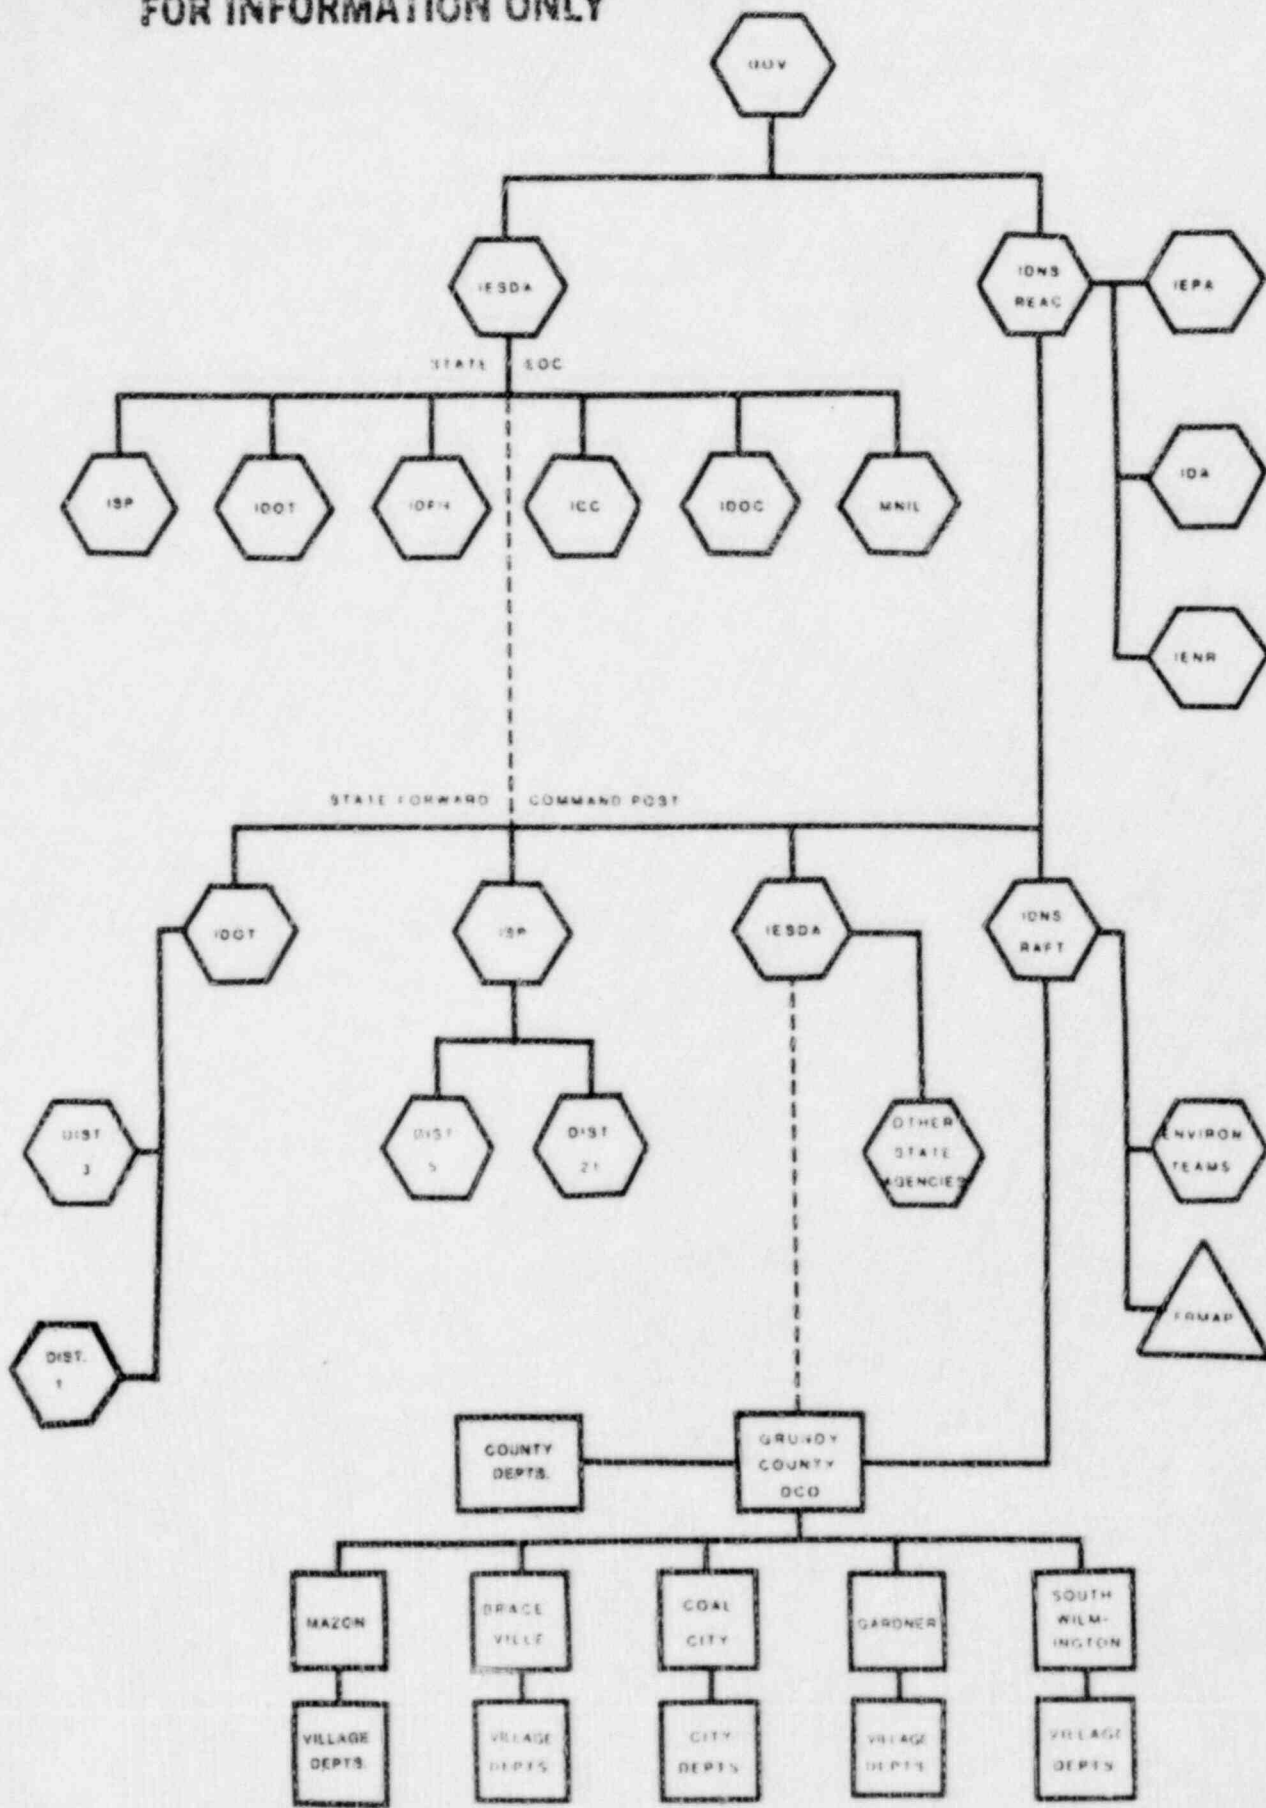 FOR INFORMATION ONLY
GOV
IESDA
IDNS
REAC
IEPA
STATE EOC
ISP
IDOT
IDPH
ICC
IDOC
MNIL
IDA
IENR
STATE FORWARD COMMAND POST
IDOT
ISP
IESDA
IDNS
RAFT
DIST
3
DIST
5
DIST
21
OTHER
STATE
AGENCIES
ENVIRON
TEAMS
FRMAP
DIST.
1
COUNTY
DEPTS.
GRUNDY
COUNTY
DCO
MAZON
BRACE
VILLE
COAL
CITY
GARDNER
SOUTH
WILM-
INGTON
VILLAGE
DEPTS.
VILLAGE
DEPTS
CITY
DEPTS
VILLAGE
DEPTS
VILLAGE
DEPTS